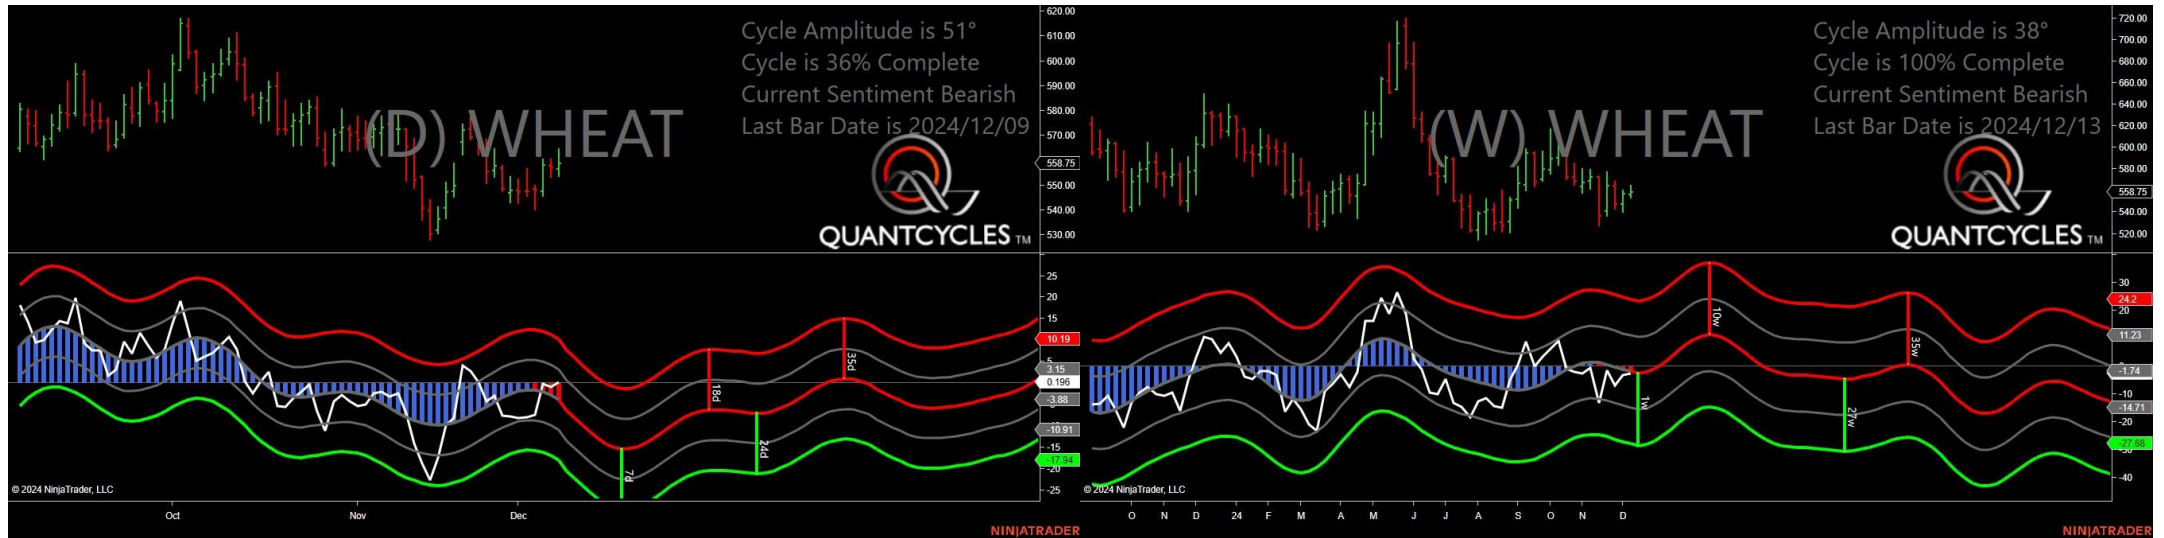 Cycle Amplitude is 51°
Cycle is 36% Complete
Current Sentiment Bearish
Last Bar Date is 2024/12/09
(D) WHEAT
QUANTCYCLES TM
620.00
610.00
600.00
590.00
580.00
570.00
558.75
550.00
540.00
530.00
25
20
15
10.19
5
3.15
0.196
-3.88
-10.91
-15
-17.94
-20
-25
7d
18d
24d
35d
© 2024 NinjaTrader, LLC
Oct Nov Dec
NINJATRADER
Cycle Amplitude is 38°
Cycle is 100% Complete
Current Sentiment Bearish
Last Bar Date is 2024/12/13
(W) WHEAT
QUANTCYCLES TM
720.00
700.00
680.00
660.00
640.00
620.00
600.00
580.00
558.75
540.00
520.00
30
24.2
20
11.23
-1.74
-10
-14.71
-20
-27.68
-30
-40
1w
10w
27w
35w
© 2024 NinjaTrader, LLC
O N D 24 F M A M J J A S O N D
NINJATRADER